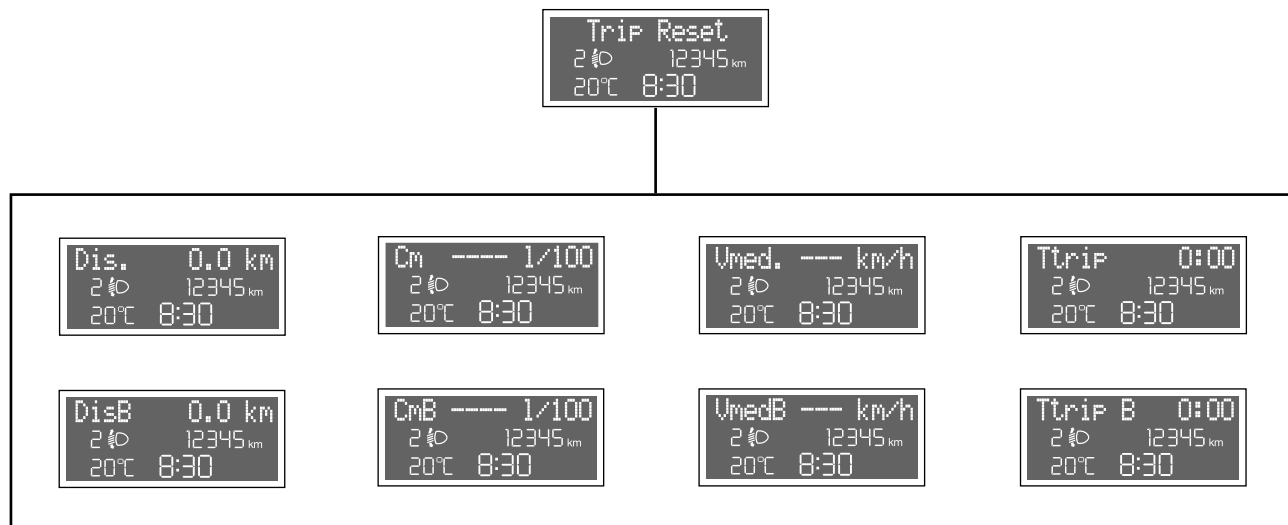 Trip Reset
2 12345 km
20°C 8:30
Dis. 0.0 km
2 12345 km
20°C 8:30
Cm ---- l/100
2 12345 km
20°C 8:30
Vmed. --- km/h
2 12345 km
20°C 8:30
Ttrip 0:00
2 12345 km
20°C 8:30
DisB 0.0 km
2 12345 km
20°C 8:30
CmB ---- l/100
2 12345 km
20°C 8:30
VmedB --- km/h
2 12345 km
20°C 8:30
Ttrip B 0:00
2 12345 km
20°C 8:30